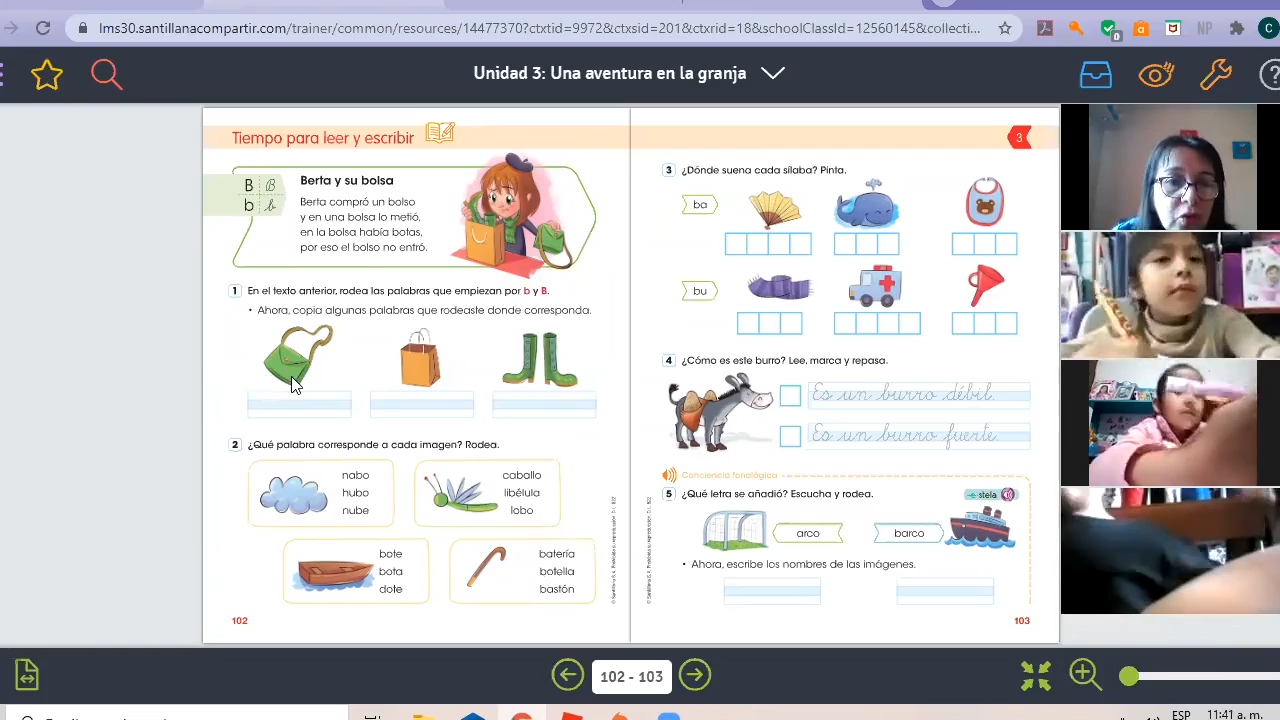 lms30.santillanacompartir.com/trainer/common/resources/14477370?ctxtid=9972&ctxsid=2018&ctcrid=18&schoolClassId=12560145&collecti...
NP
C
Unidad 3: Una aventura en la granja
?
Tiempo para leer y escribir
3
B B
b b
Berta y su bolsa
Berta compró un bolso
y en una bolsa lo metió,
en la bolsa había botas,
por eso el bolso no entró.
1 En el texto anterior, rodea las palabras que empiezan por b y B.
• Ahora, copia algunas palabras que rodeaste donde corresponda.
2 ¿Qué palabra corresponde a cada imagen? Rodea.
nabo
hubo
nube
caballo
libélula
lobo
bote
bota
dote
batería
botella
bastón
102
3 ¿Dónde suena cada sílaba? Pinta.
ba
bu
4 ¿Cómo es este burro? Lee, marca y repasa.
Es un burro débil.
Es un burro fuerte.
Conciencia fonológica
5 ¿Qué letra se añadió? Escucha y rodea.
stela
arco
barco
• Ahora, escribe los nombres de las imágenes.
103
102 - 103
ESP
11:41 a. m.